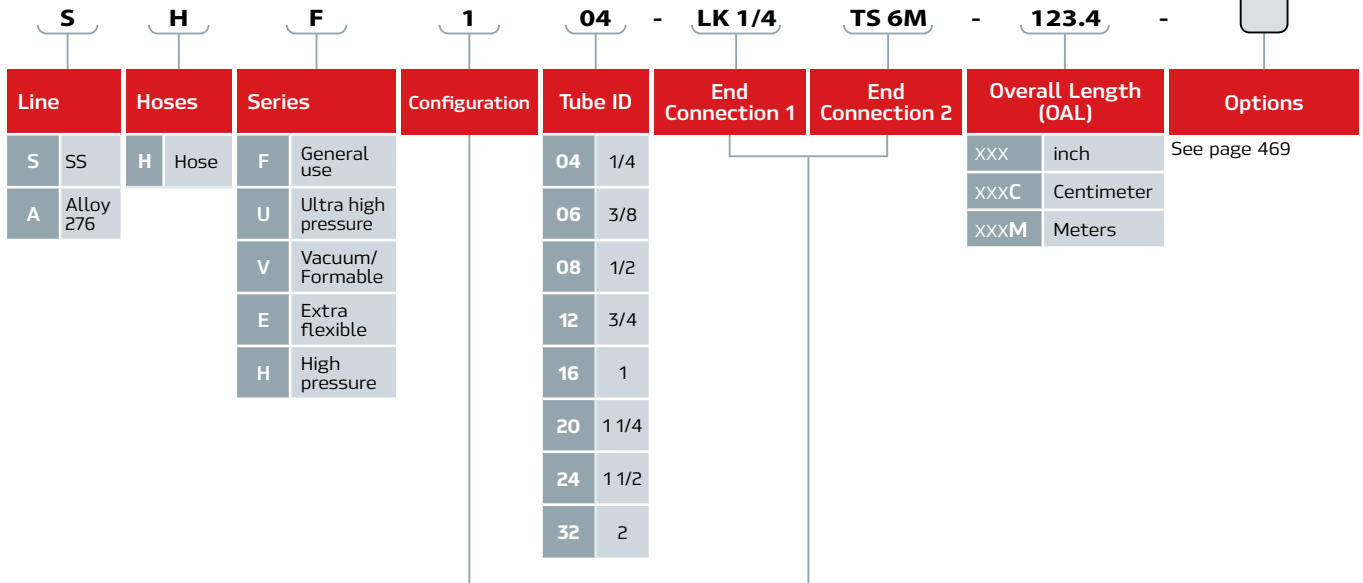 S H F 1 04 - LK 1/4 TS 6M - 123.4 -
Line Hoses Series Configuration Tube ID End Connection 1 End Connection 2 Overall Length (OAL) Options
S SS
A Alloy 276
H Hose
F General use
U Ultra high pressure
V Vacuum/ Formable
E Extra flexible
H High pressure
04 1/4
06 3/8
08 1/2
12 3/4
16 1
20 1 1/4
24 1 1/2
32 2
XXX inch
XXXC Centimeter
XXXM Meters
See page 469